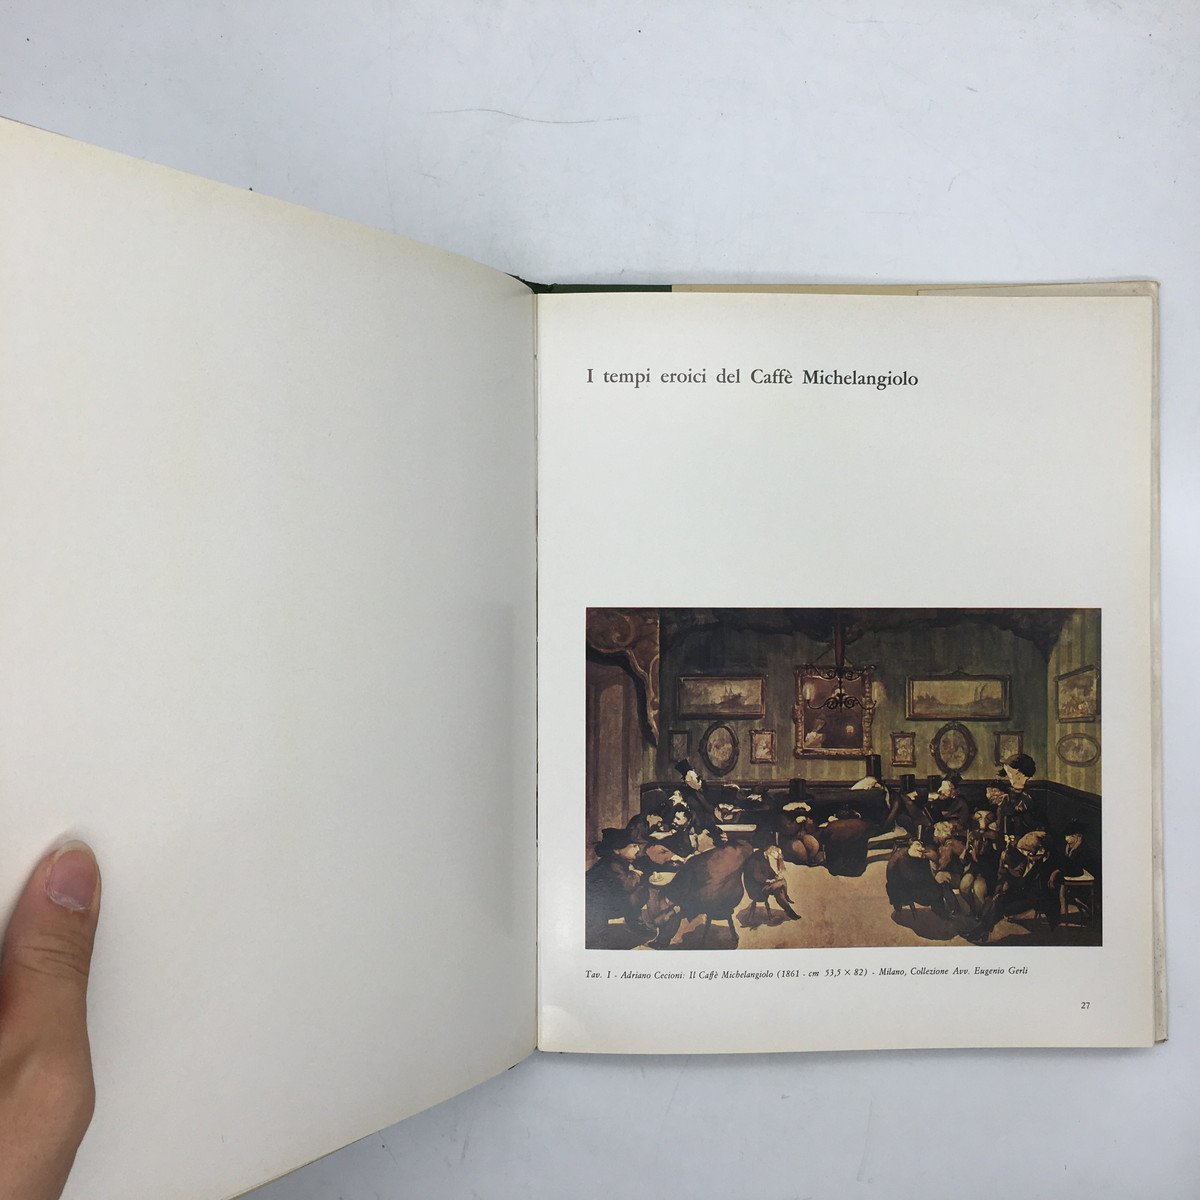 I tempi eroici del Caffè Michelangiolo
Tav. I - Adriano Cecioni: Il Caffè Michelangiolo (1861 - cm 53,5 × 82) - Milano, Collezione Avv. Eugenio Gerli
27